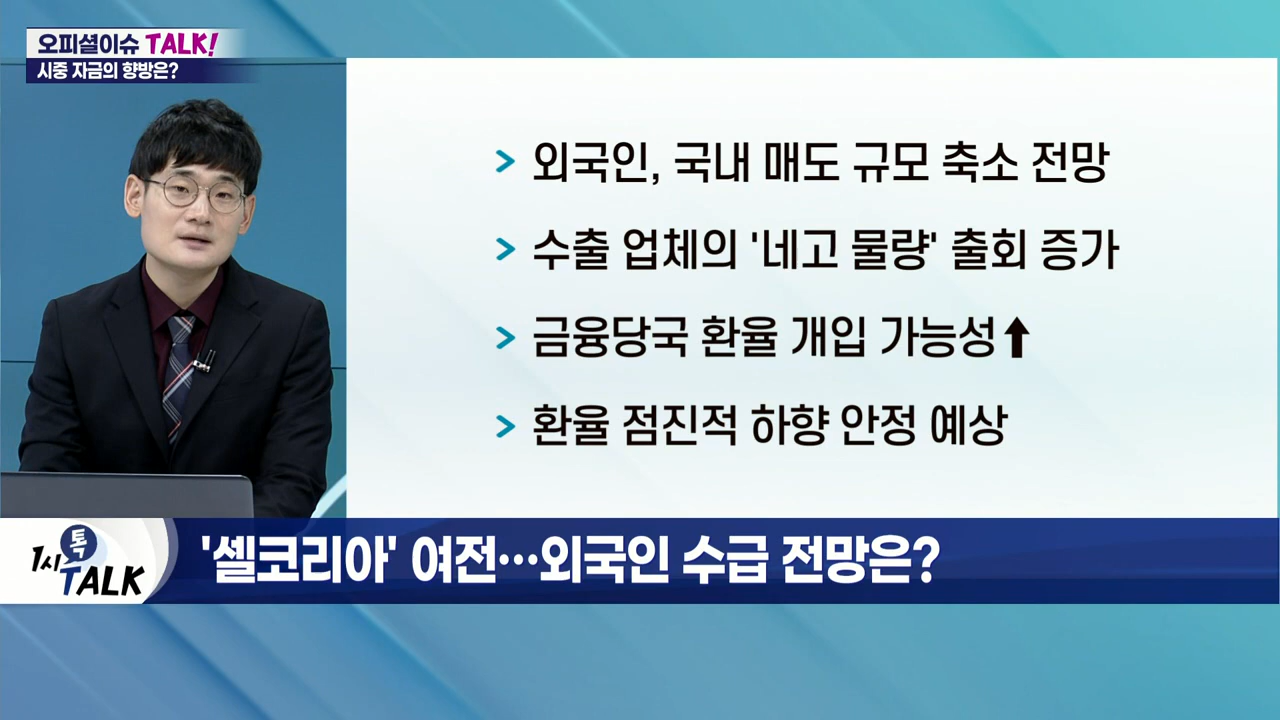 오피셜이슈 TALK!
시중 자금의 향방은?
> 외국인, 국내 매도 규모 축소 전망
> 수출 업체의 '네고 물량' 출회 증가
> 금융당국 환율 개입 가능성⬆
> 환율 점진적 하향 안정 예상
1시 톡 TALK
'셀코리아' 여전…외국인 수급 전망은?